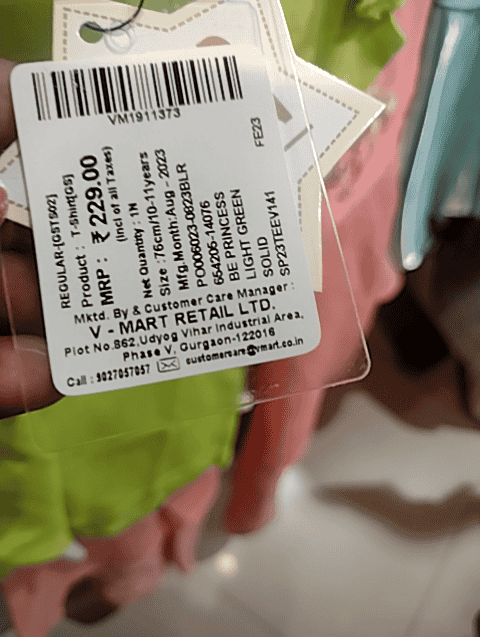 VM1911373
REGULAR-[GSTS02]
Product : T-Shirt[G5]
MRP : ₹ 229.00
(Incl of all Taxes)
Net Quantity : 1N
Size :76cm/10-11years
Mfg.Month:Aug - 2023
PO006023-0823BLR
654206-14076
BE PRINCESS
LIGHT GREEN
SOLID
SP23TEEV141
FE23
Mktd. By & Customer Care Manager :
V - MART RETAIL LTD.
Plot No.862,Udyog Vihar Industrial Area,
Phase V, Gurgaon-122016
Call : 9027057057 customercare@vmart.co.in